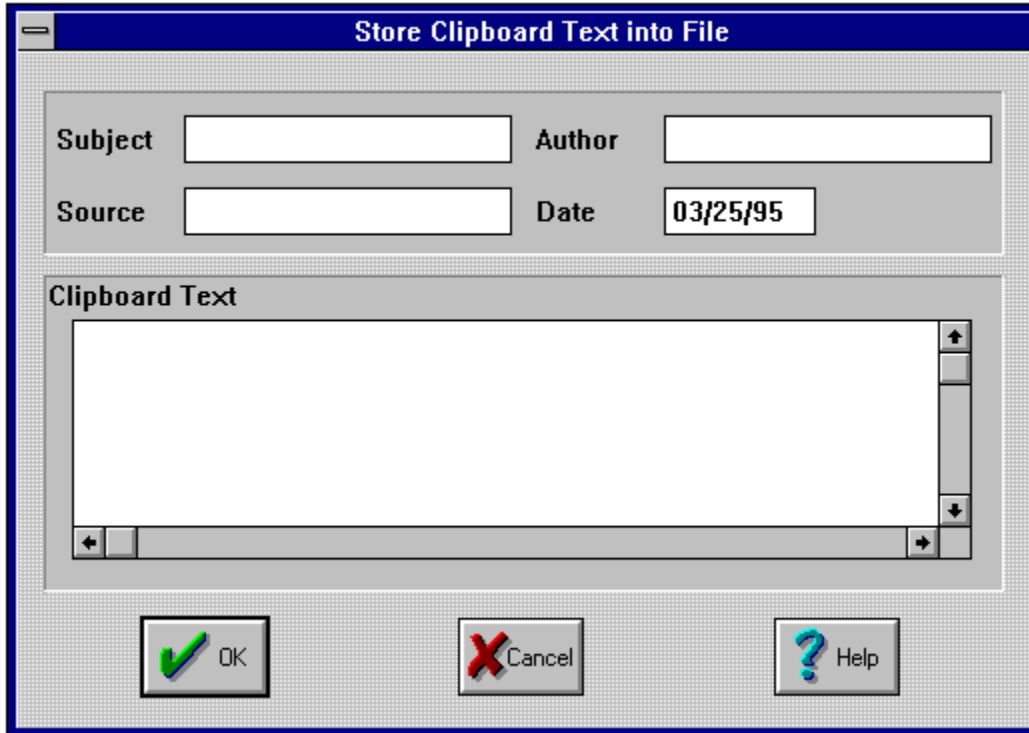 Store Clipboard Text into File
Subject Author
Source Date 03/25/95
Clipboard Text
OK Cancel Help